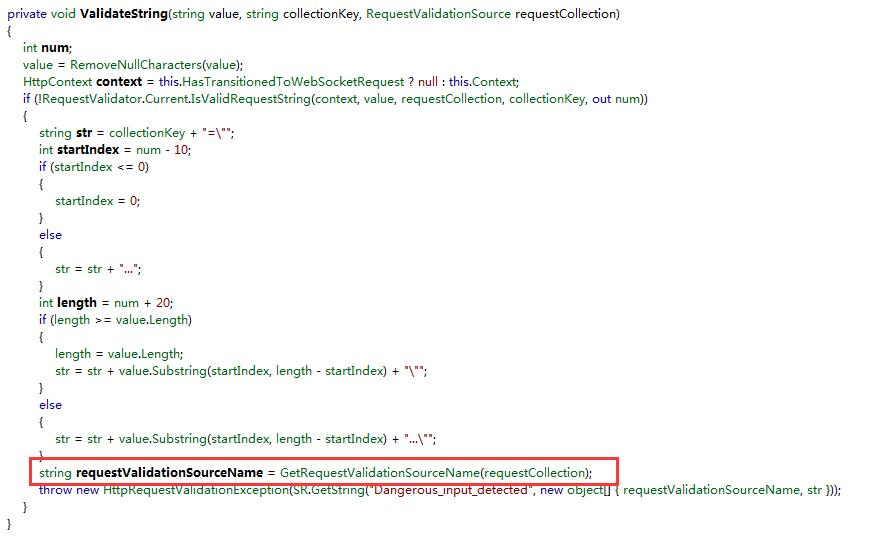 private void ValidateString(string value, string collectionKey, RequestValidationSource requestCollection)
{
int num;
value = RemoveNullCharacters(value);
HttpContext context = this.HasTransitionedToWebSocketRequest ? null : this.Context;
if (!RequestValidator.Current.IsValidRequestString(context, value, requestCollection, collectionKey, out num))
{
string str = collectionKey + "=\"";
int startIndex = num - 10;
if (startIndex <= 0)
{
startIndex = 0;
}
else
{
str = str + "...";
}
int length = num + 20;
if (length >= value.Length)
{
length = value.Length;
str = str + value.Substring(startIndex, length - startIndex) + "\"";
}
else
{
str = str + value.Substring(startIndex, length - startIndex) + "...\"";
}
string requestValidationSourceName = GetRequestValidationSourceName(requestCollection);
throw new HttpRequestValidationException(SR.GetString("Dangerous_input_detected", new object[] { requestValidationSourceName, str }));
}
}